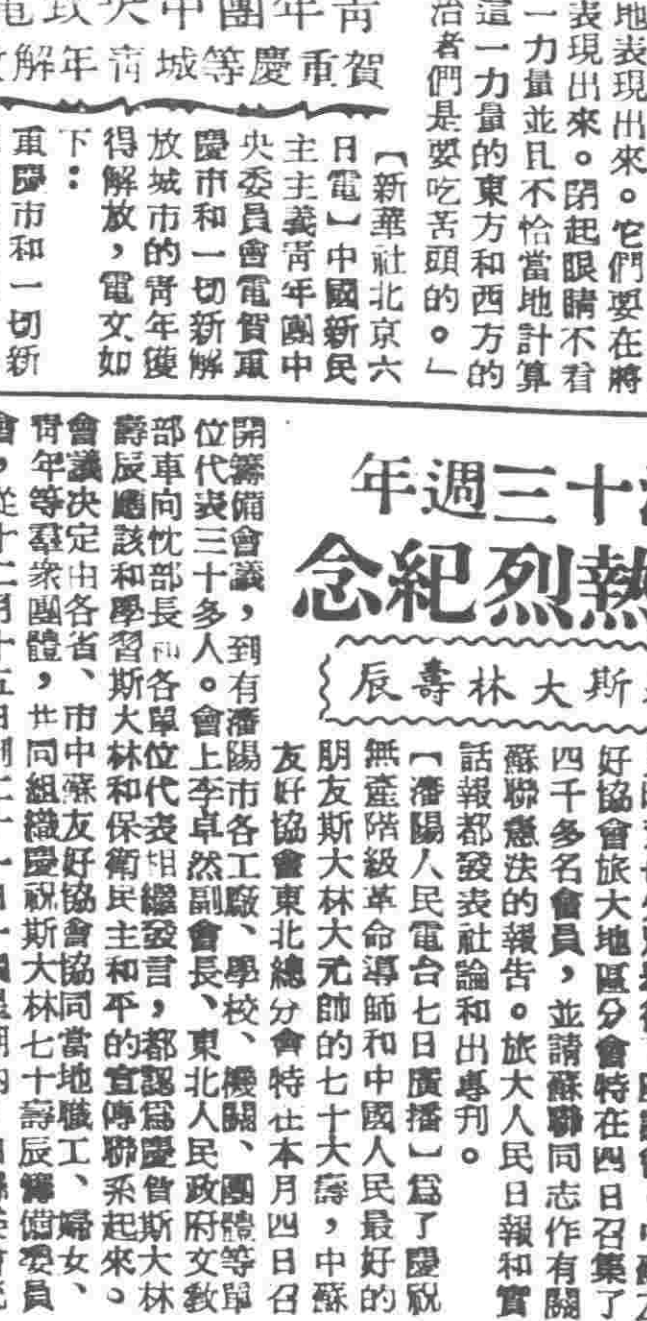 地表現出來。它們要在將
表現出來。閉起眼睛不看
一力量並且不恰當地計算
這一力量的東方和西方的
治者們是要吃苦頭的。」
青年團中央致電
賀重慶等城青年解放
【新華社北京六
日電】中國新民
主主義靑年團中
央委員會電賀重
慶市和一切新解
放城市的青年獲
得解放，電文如
下：
重慶市和一切新
十三週年
熱烈紀念
斯大林壽辰
好協會旅大地區分會特在四日召集了
四千多名會員，並請蘇聯同志作有關
蘇聯憲法的報告。旅大人民日報和實
話報都發表社論和出專刊。
【瀋陽人民電台七日廣播】爲了慶祝
無產階級革命導師和中國人民最好的
朋友斯大林大元帥的七十大壽，中蘇
友好協會東北總分會特在本月四日召
開籌備會議，到有瀋陽市各工廠、學校、機關、團體等單
位代表三十多人。會上李卓然副會長、東北人民政府文教
部車向忱部長和各單位代表相繼發言，都認爲慶祝斯大林
壽辰應該和學習斯大林和保衛民主和平的宣傳聯系起來。
會議決定由各省、市中蘇友好協會協同當地職工、婦女、
青年等羣衆團體，共同組織慶祝斯大林七十壽辰籌備委員
會，從十二月十五日到二十一日